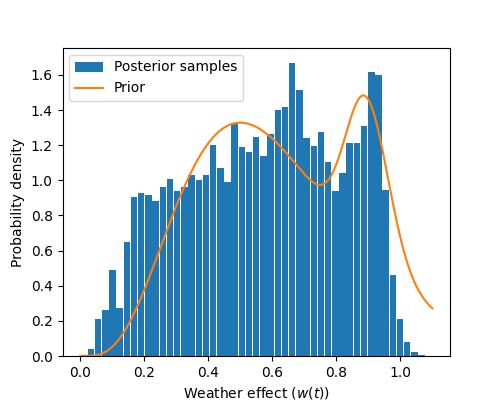 Posterior samples
Prior
1.6
1.4
1.2
1.0
0.8
0.6
0.4
0.2
0.0
Probability density
0.0 0.2 0.4 0.6 0.8 1.0
Weather effect (w(t))